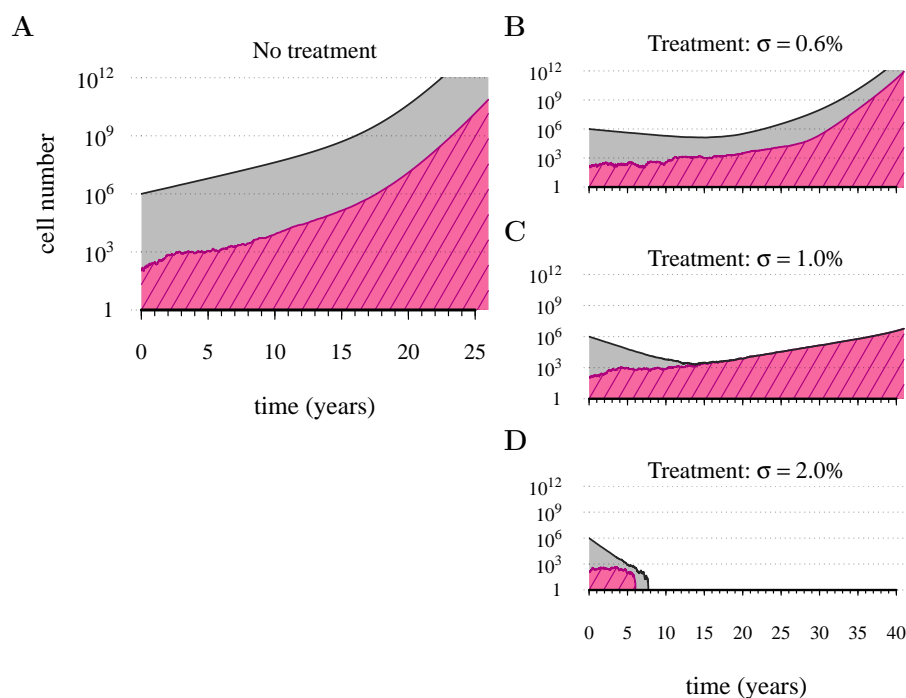 A
No treatment
10^12
10^9
10^6
10^3
1
cell number
0 5 10 15 20 25
time (years)
B
Treatment: σ = 0.6%
10^12
10^9
10^6
10^3
1
C
Treatment: σ = 1.0%
10^12
10^9
10^6
10^3
1
D
Treatment: σ = 2.0%
10^12
10^9
10^6
10^3
1
0 5 10 15 20 25 30 35 40
time (years)